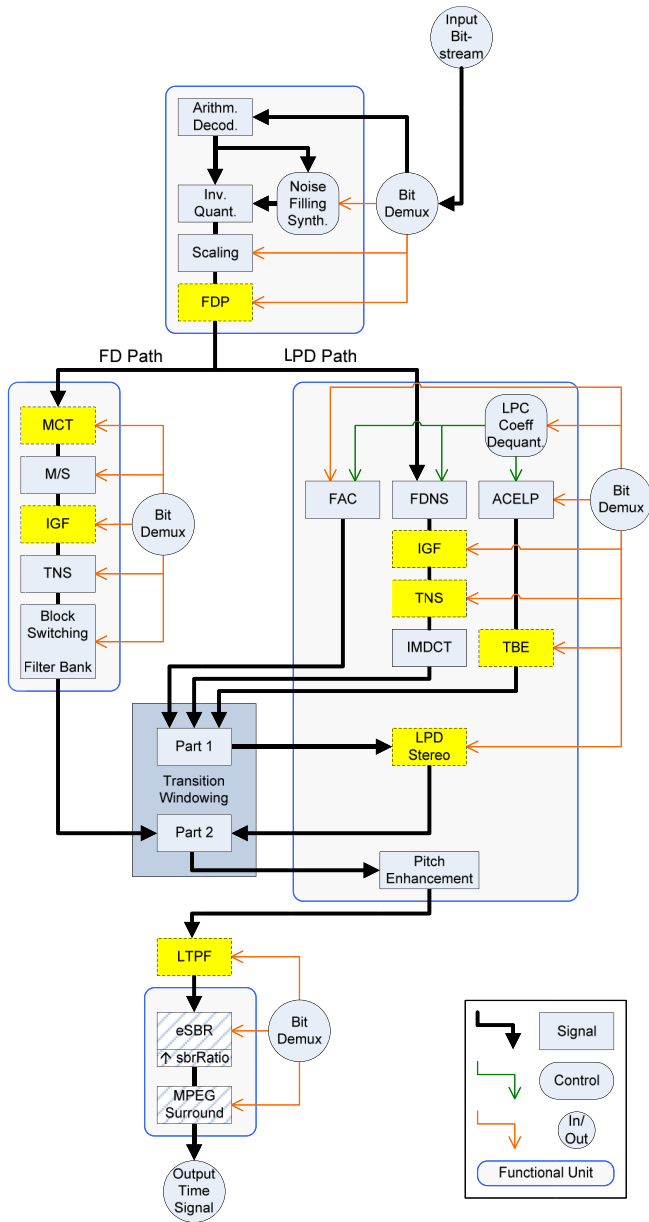 Input
Bit-
stream
Arithm.
Decod.
Inv.
Quant.
Noise
Filling
Synth.
Bit
Demux
Scaling
FDP
FD Path
LPD Path
MCT
M/S
IGF
TNS
Block
Switching
Filter Bank
Bit
Demux
LPC
Coeff
Dequant.
FAC
FDNS
ACELP
Bit
Demux
IGF
TNS
IMDCT
TBE
Part 1
Transition
Windowing
Part 2
LPD
Stereo
Pitch
Enhancement
LTPF
eSBR
↑ sbrRatio
MPEG
Surround
Bit
Demux
Output
Time
Signal
Signal
Control
In/
Out
Functional Unit